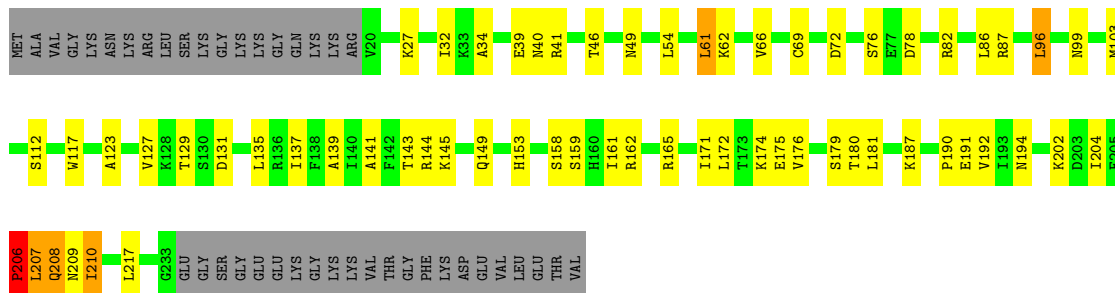 MET ALA VAL GLY LYS ASN LYS ARG LEU SER LYS GLY LYS LYS GLY GLN LYS LYS ARG V20 K27 I32 K33 A34 E39 N40 R41 T46 N49 L54 L61 K62 V66 C69 D72 S76 E77 D78 R82 L86 R87 L96 N99 M103
S112 W117 A123 V127 K128 T129 S130 D131 L135 R136 I137 F138 A139 I140 A141 F142 T143 R144 K145 Q149 H153 S158 S159 H160 I161 R162 R165 I171 L172 T173 K174 E175 V176 S179 T180 L181 K187 P190 E191 V192 I193 N194 K202 D203 I204
P206 L207 Q208 N209 I210 L217 G233 GLU GLY SER GLY GLU GLU LYS GLY LYS LYS VAL THR GLY PHE LYS ASP GLU VAL LEU GLU THR VAL